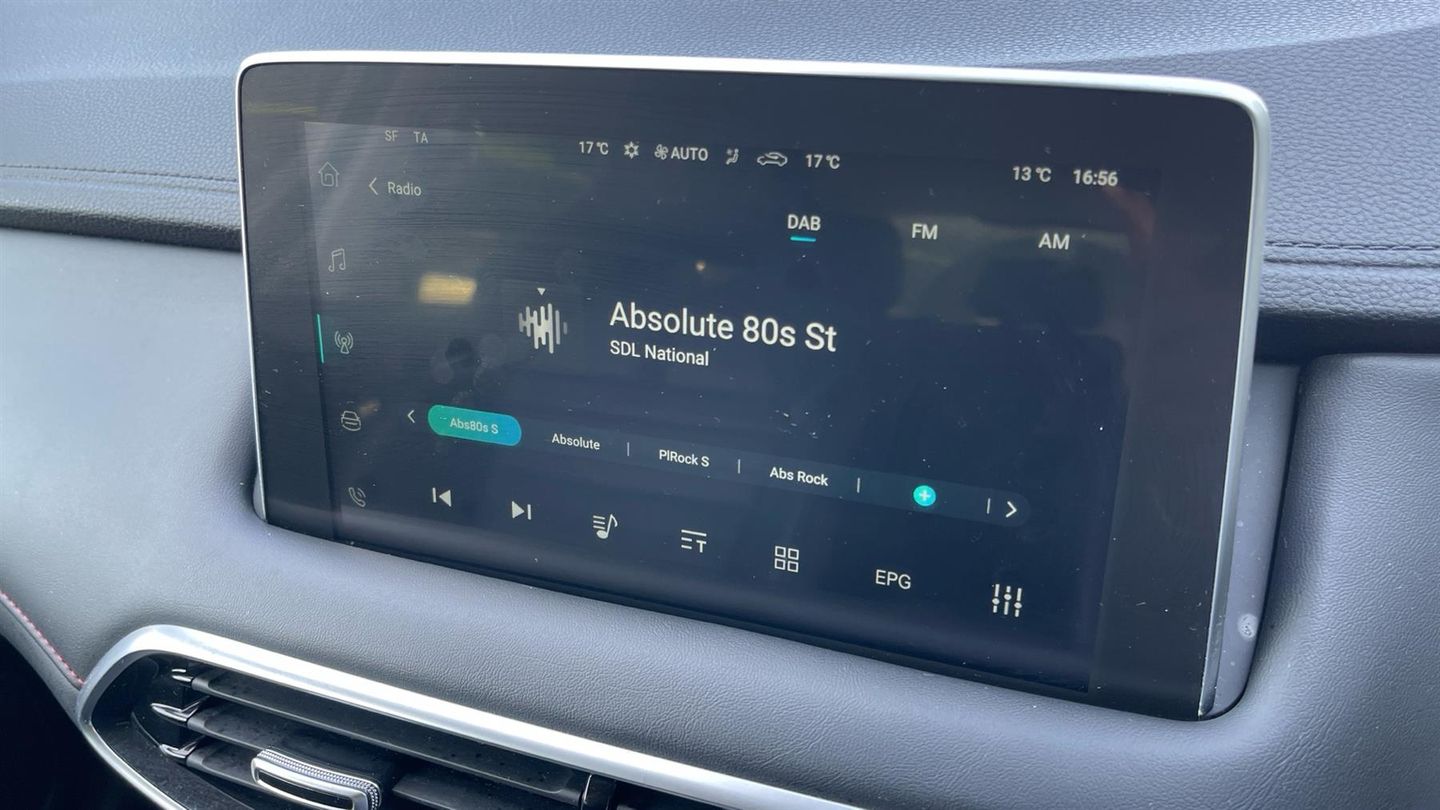 SF TA
17℃ AUTO 17℃
13℃ 16:56
Radio
DAB FM AM
Absolute 80s St
SDL National
Abs80s S | Absolute | PlRock S | Abs Rock
EPG